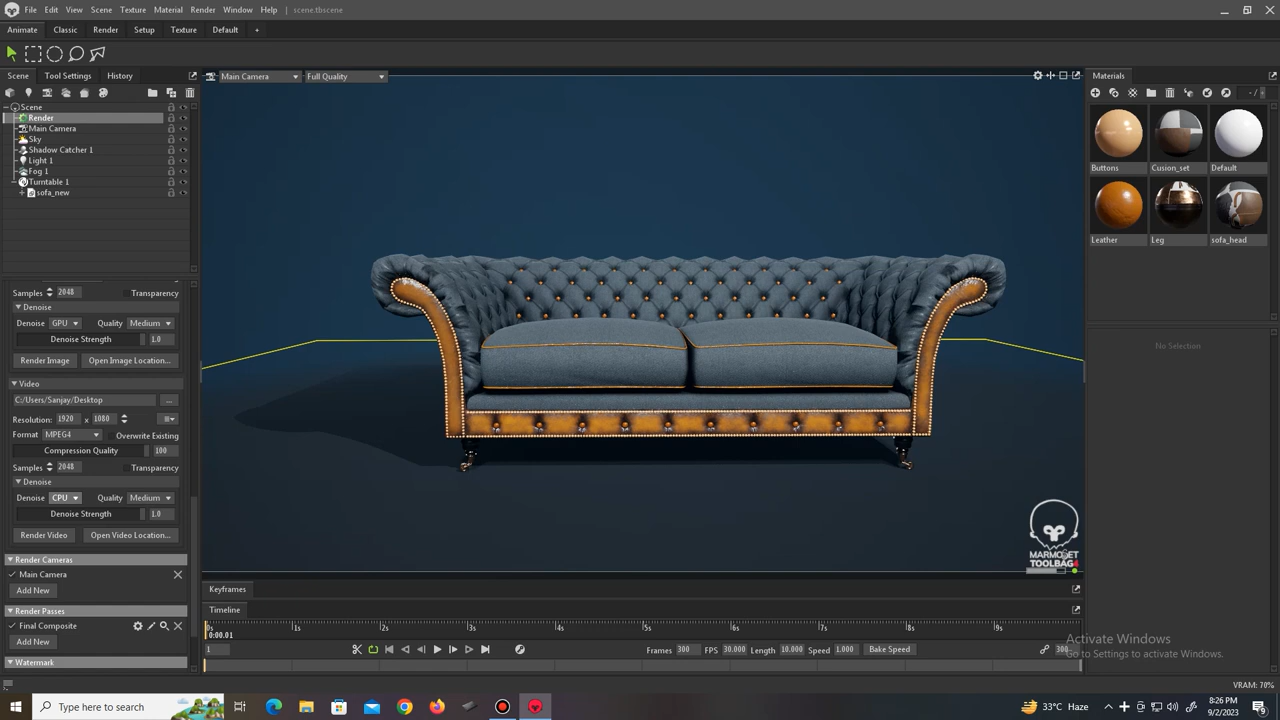 File Edit View Scene Texture Material Render Window Help scene.tbscene
Animate Classic Render Setup Texture Default +
Scene Tool Settings History
Main Camera Full Quality
Materials
Scene
Render
Main Camera
Sky
Shadow Catcher 1
Light 1
Fog 1
Turntable 1
sofa_new
Buttons Cusion_set Default
Leather Leg sofa_head
No Selection
Samples 2048 Transparency
Denoise
Denoise GPU Quality Medium
Denoise Strength 1.0
Render Image Open Image Location...
Video
C:/Users/Sanjay/Desktop ...
Resolution: 1920 x 1080
Format MPEG4 Overwrite Existing
Compression Quality 100
Samples 2048 Transparency
Denoise
Denoise CPU Quality Medium
Denoise Strength 1.0
Render Video Open Video Location...
Render Cameras
Main Camera
Add New
Render Passes
Final Composite
Add New
Watermark
MARMOSET
TOOLBAG4
Keyframes
Timeline
0s 1s 2s 3s 4s 5s 6s 7s 8s 9s
0:00.01
1 Frames 300 FPS 30.000 Length 10.000 Speed 1.000 Bake Speed 300
Activate Windows
Go to Settings to activate Windows.
VRAM: 70%
Type here to search
33°C Haze
8:26 PM
9/2/2023